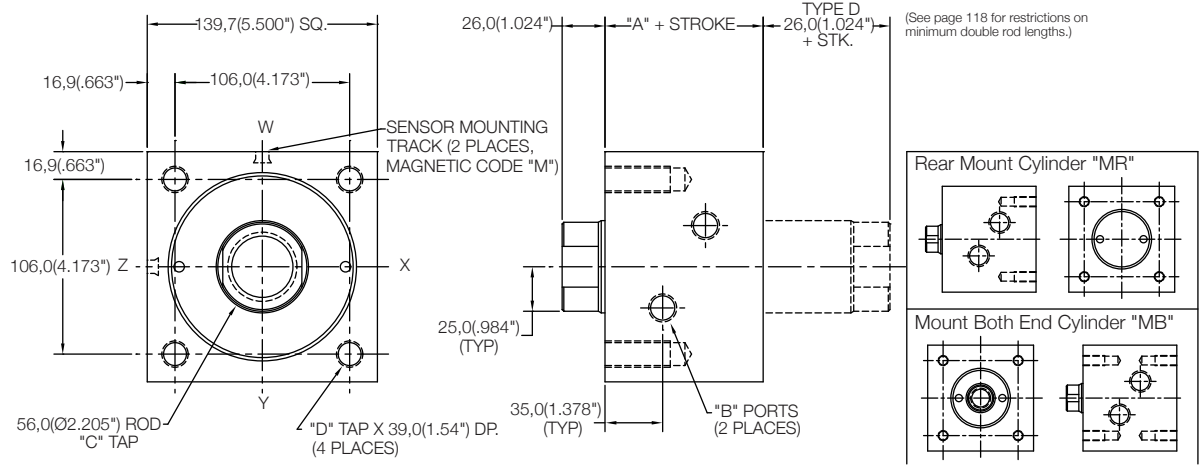 139,7(5.500") SQ.
16,9(.663")
106,0(4.173")
W
SENSOR MOUNTING
TRACK (2 PLACES,
MAGNETIC CODE "M")
16,9(.663")
106,0(4.173")
Z
X
Y
56,0(Ø2.205") ROD
"C" TAP
"D" TAP X 39,0(1.54") DP.
(4 PLACES)
26,0(1.024")
"A" + STROKE
TYPE D
26,0(1.024")
+ STK.
(See page 118 for restrictions on
minimum double rod lengths.)
25,0(.984")
(TYP)
35,0(1.378")
(TYP)
"B" PORTS
(2 PLACES)
Rear Mount Cylinder "MR"
Mount Both End Cylinder "MB"